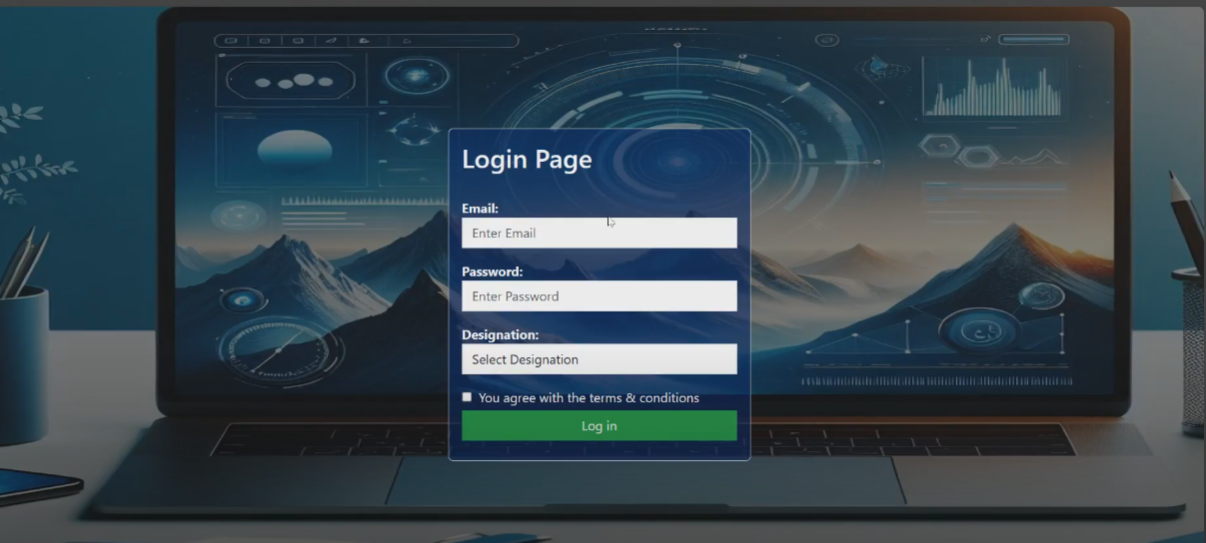 Login Page
Email:
Enter Email
Password:
Enter Password
Designation:
Select Designation
You agree with the terms & conditions
Log in